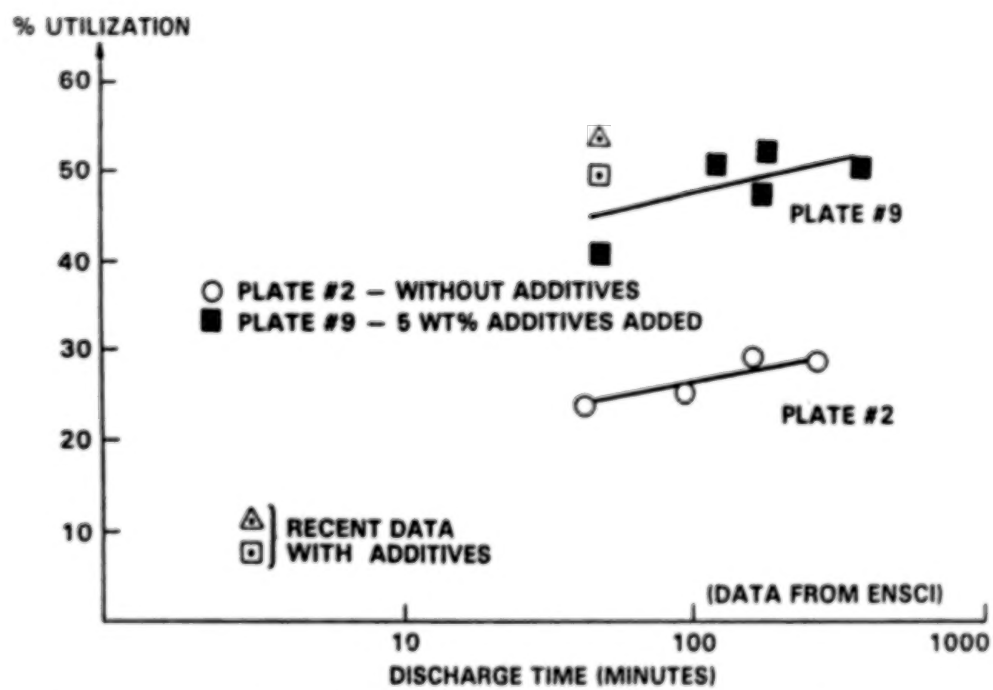 % UTILIZATION
60
50
40
30
20
10
PLATE #9
○ PLATE #2 – WITHOUT ADDITIVES
■ PLATE #9 – 5 WT% ADDITIVES ADDED
PLATE #2
RECENT DATA
WITH ADDITIVES
(DATA FROM ENSCI)
10 100 1000
DISCHARGE TIME (MINUTES)